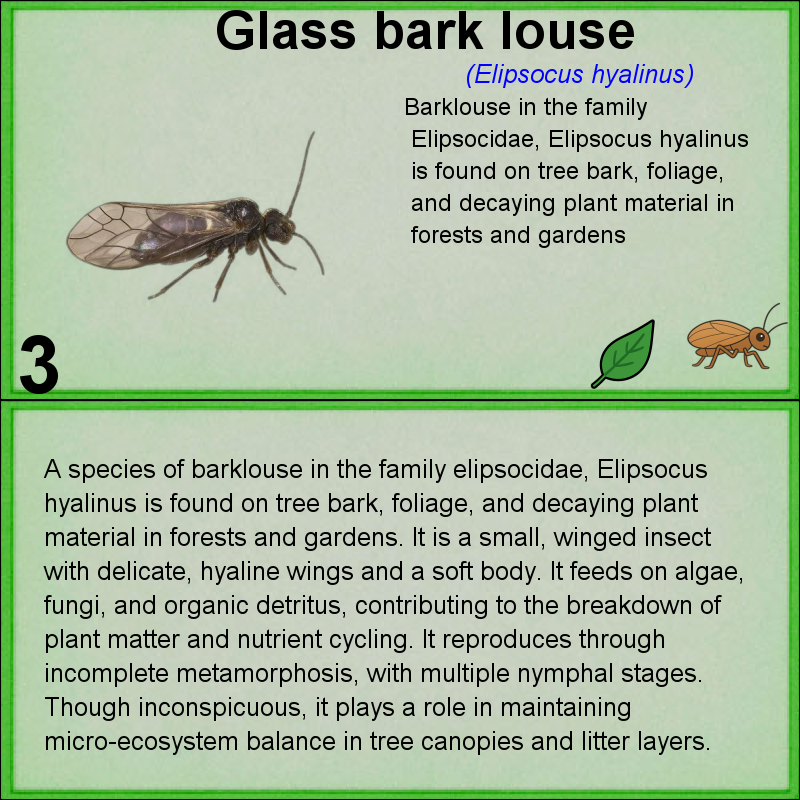 Glass bark louse
(Elipsocus hyalinus)
Barklouse in the family
Elipsocidae, Elipsocus hyalinus
is found on tree bark, foliage,
and decaying plant material in
forests and gardens
3
A species of barklouse in the family elipsocidae, Elipsocus
hyalinus is found on tree bark, foliage, and decaying plant
material in forests and gardens. It is a small, winged insect
with delicate, hyaline wings and a soft body. It feeds on algae,
fungi, and organic detritus, contributing to the breakdown of
plant matter and nutrient cycling. It reproduces through
incomplete metamorphosis, with multiple nymphal stages.
Though inconspicuous, it plays a role in maintaining
micro-ecosystem balance in tree canopies and litter layers.